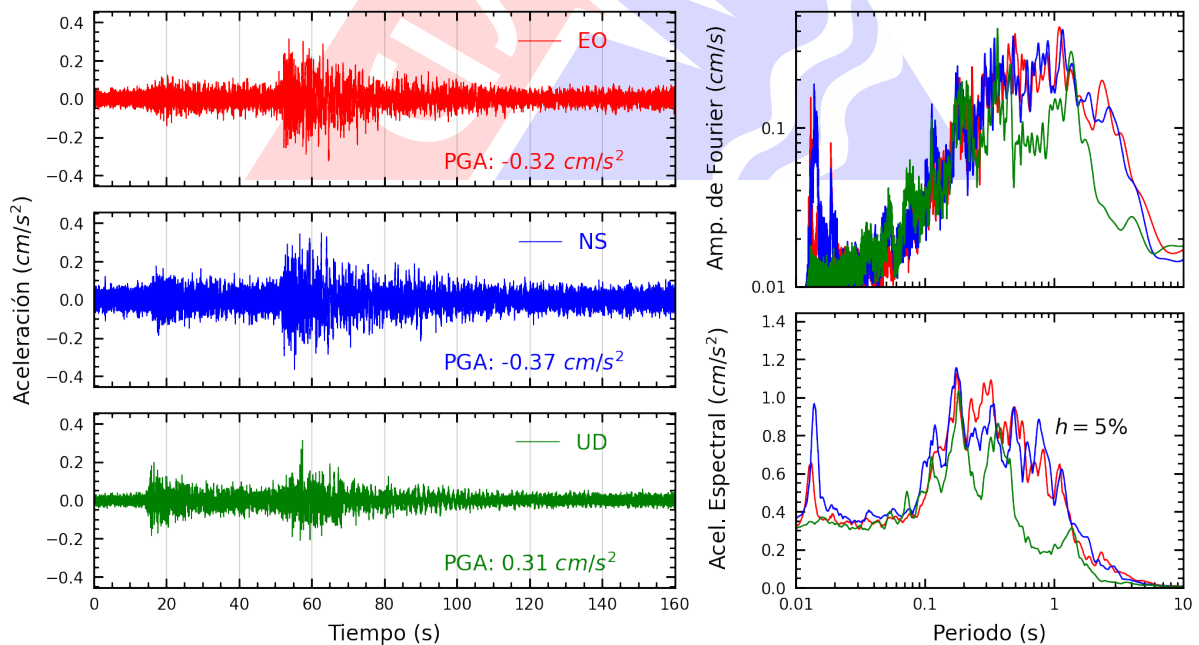 Aceleración (cm/s²)
0.4
0.2
0.0
−0.2
−0.4
EO
PGA: -0.32 cm/s²
0.4
0.2
0.0
−0.2
−0.4
NS
PGA: -0.37 cm/s²
0.4
0.2
0.0
−0.2
−0.4
UD
PGA: 0.31 cm/s²
0 20 40 60 80 100 120 140 160
Tiempo (s)
Amp. de Fourier (cm/s)
0.1
0.01
Acel. Espectral (cm/s²)
1.4
1.2
1.0
0.8
0.6
0.4
0.2
0.0
h = 5%
0.01 0.1 1 10
Periodo (s)